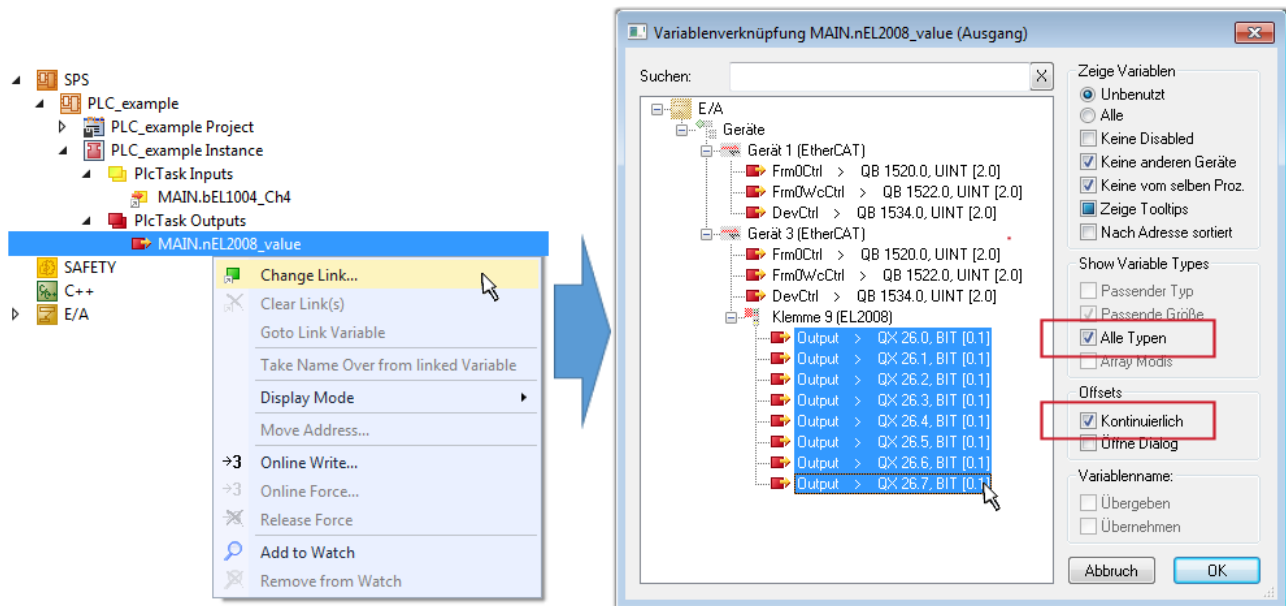 SPS
PLC_example
PLC_example Project
PLC_example Instance
PlcTask Inputs
MAIN.bEL1004_Ch4
PlcTask Outputs
MAIN.nEL2008_value
SAFETY
C++
E/A
Change Link...
Clear Link(s)
Goto Link Variable
Take Name Over from linked Variable
Display Mode
Move Address...
Online Write...
Online Force...
Release Force
Add to Watch
Remove from Watch
Variablenverknüpfung MAIN.nEL2008_value (Ausgang)
Suchen:
X
E/A
Geräte
Gerät 1 (EtherCAT)
Frm0Ctrl > QB 1520.0, UINT [2.0]
Frm0WcCtrl > QB 1522.0, UINT [2.0]
DevCtrl > QB 1534.0, UINT [2.0]
Gerät 3 (EtherCAT)
Frm0Ctrl > QB 1520.0, UINT [2.0]
Frm0WcCtrl > QB 1522.0, UINT [2.0]
DevCtrl > QB 1534.0, UINT [2.0]
Klemme 9 (EL2008)
Output > QX 26.0, BIT [0.1]
Output > QX 26.1, BIT [0.1]
Output > QX 26.2, BIT [0.1]
Output > QX 26.3, BIT [0.1]
Output > QX 26.4, BIT [0.1]
Output > QX 26.5, BIT [0.1]
Output > QX 26.6, BIT [0.1]
Output > QX 26.7, BIT [0.1]
Zeige Variablen
Unbenutzt
Alle
Keine Disabled
Keine anderen Geräte
Keine vom selben Proz.
Zeige Tooltips
Nach Adresse sortiert
Show Variable Types
Passender Typ
Passende Größe
Alle Typen
Array Modis
Offsets
Kontinuierlich
Öffne Dialog
Variablenname:
Übergeben
Übernehmen
Abbruch
OK